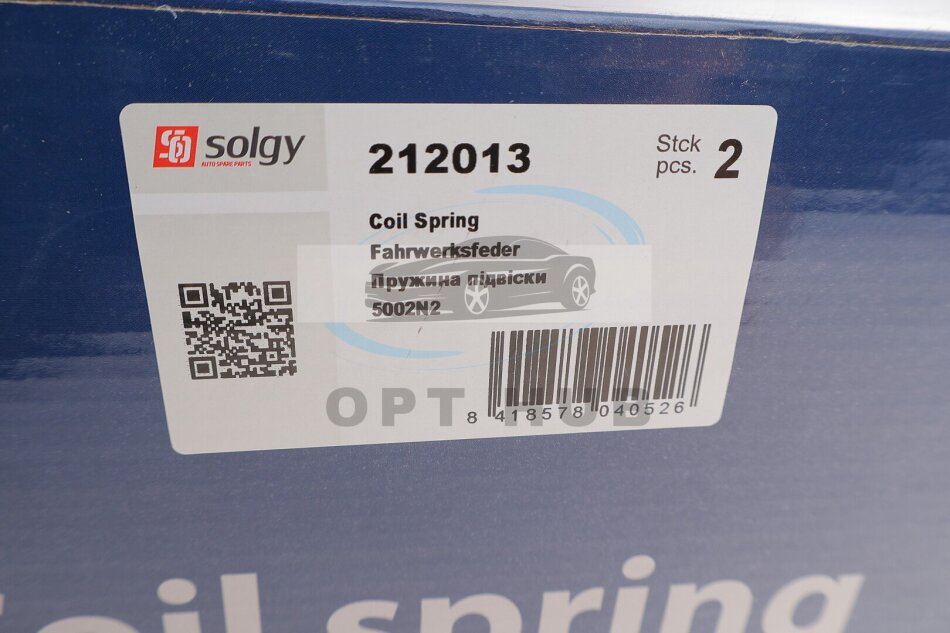 solgy
AUTO SPARE PARTS
212013
Stck
pcs. 2
Coil Spring
Fahrwerksfeder
Пружина підвіски
5002N2
OPT HUB
8 418578 040526
Coil spring